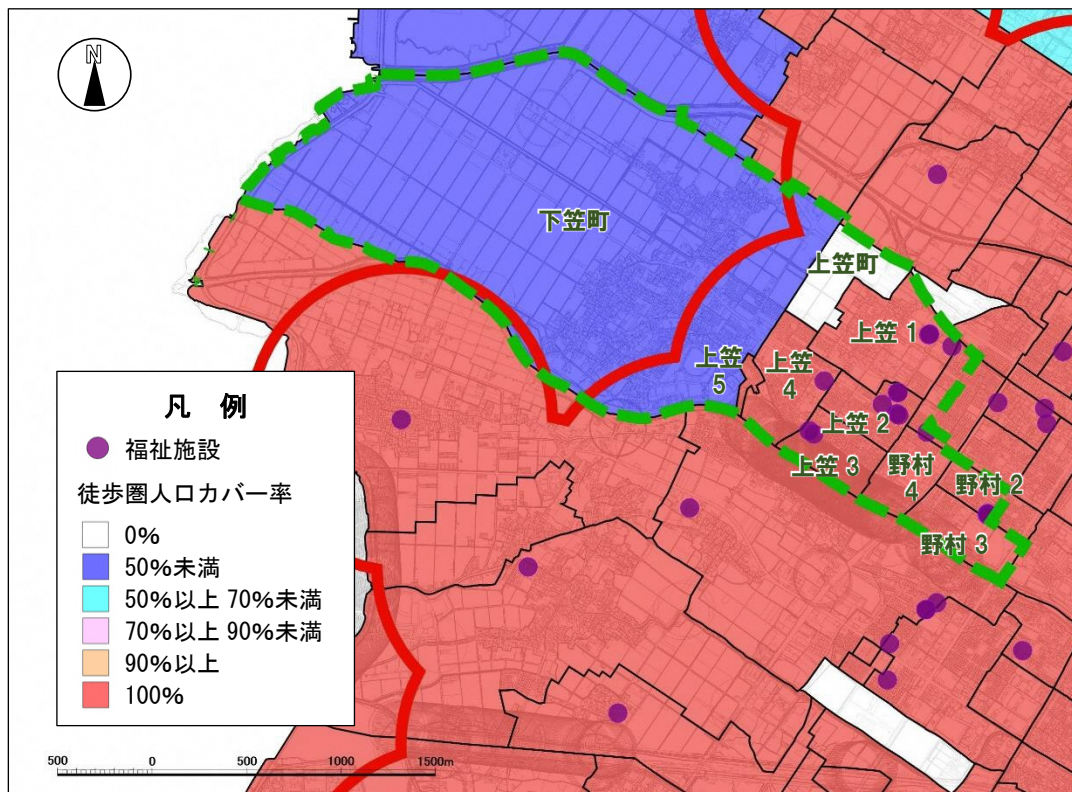 N
下笠町
上笠町
上笠 1
上笠
5
上笠
4
上笠 2
上笠 3
野村
4
野村 2
野村 3
凡 例
福祉施設
徒歩圏人口カバー率
0%
50%未満
50%以上 70%未満
70%以上 90%未満
90%以上
100%
500 0 500 1000 1500m